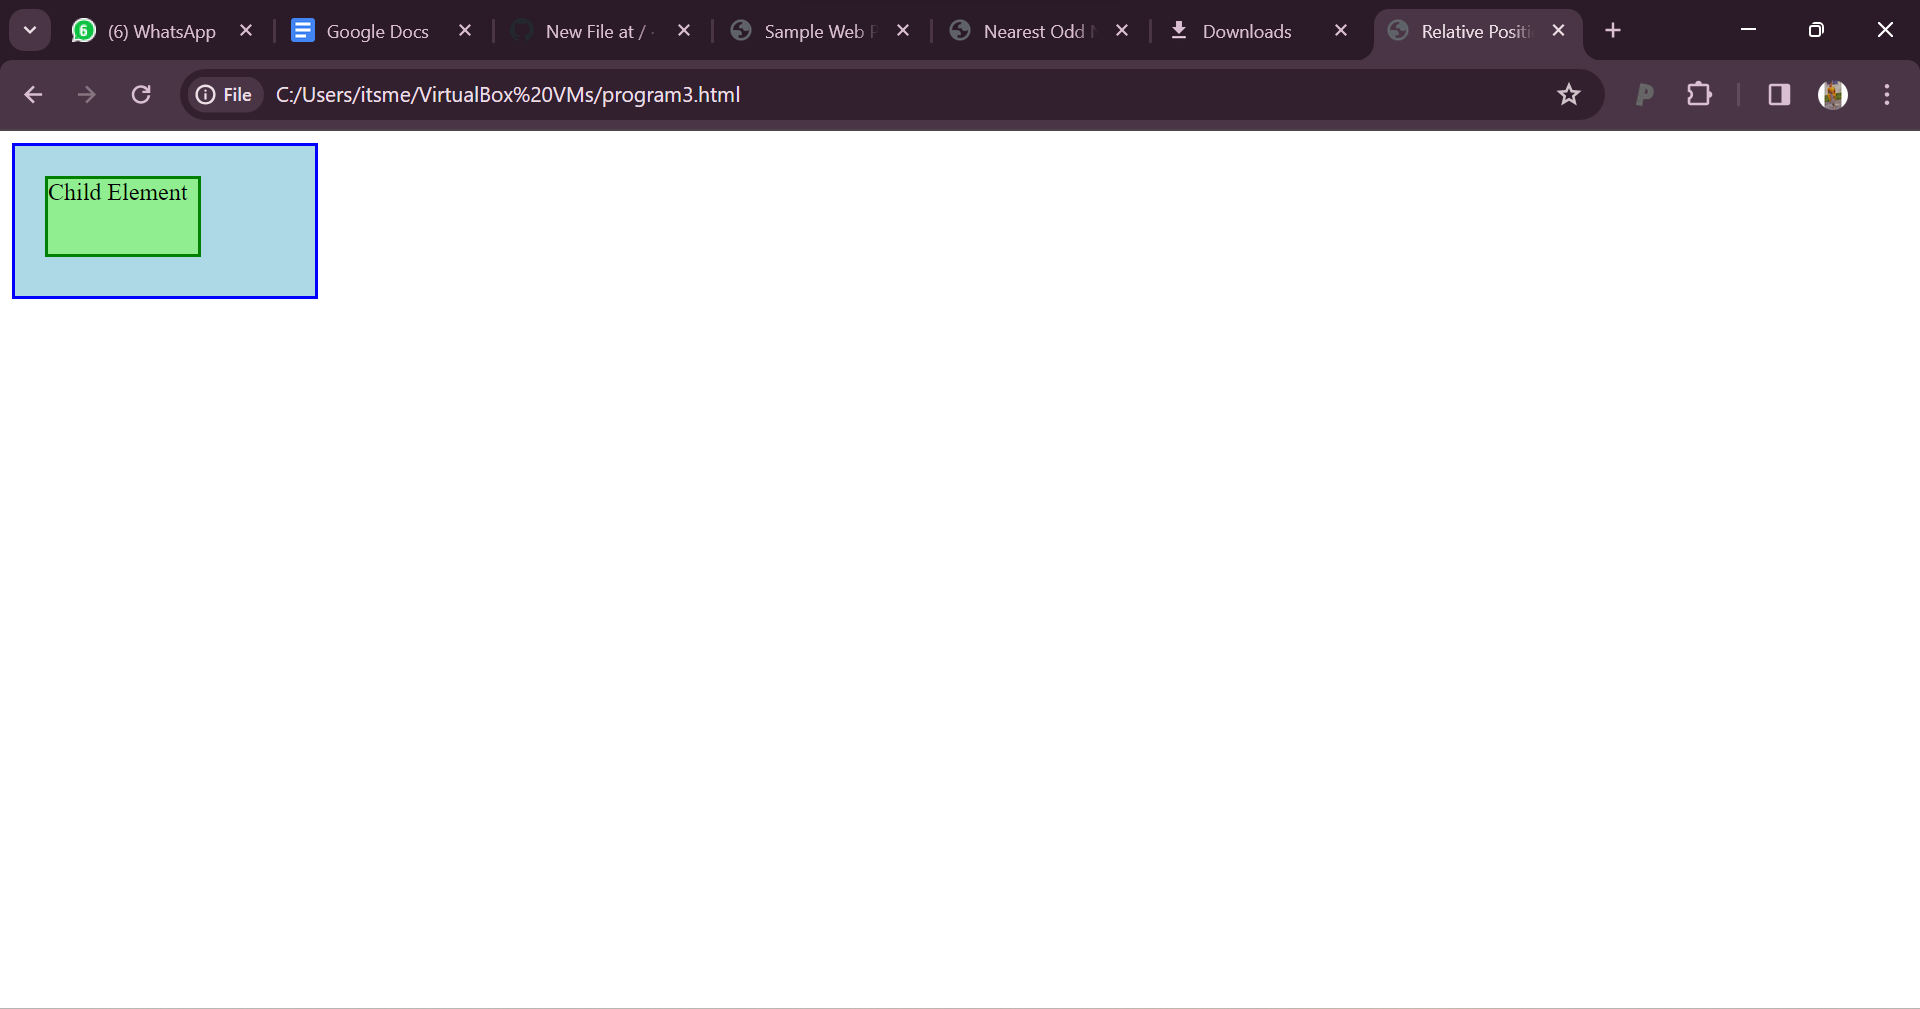 6 (6) WhatsApp
Google Docs
New File at / ·
Sample Web P
Nearest Odd
Downloads
Relative Positi
File
C:/Users/itsme/VirtualBox%20VMs/program3.html
P
Child Element